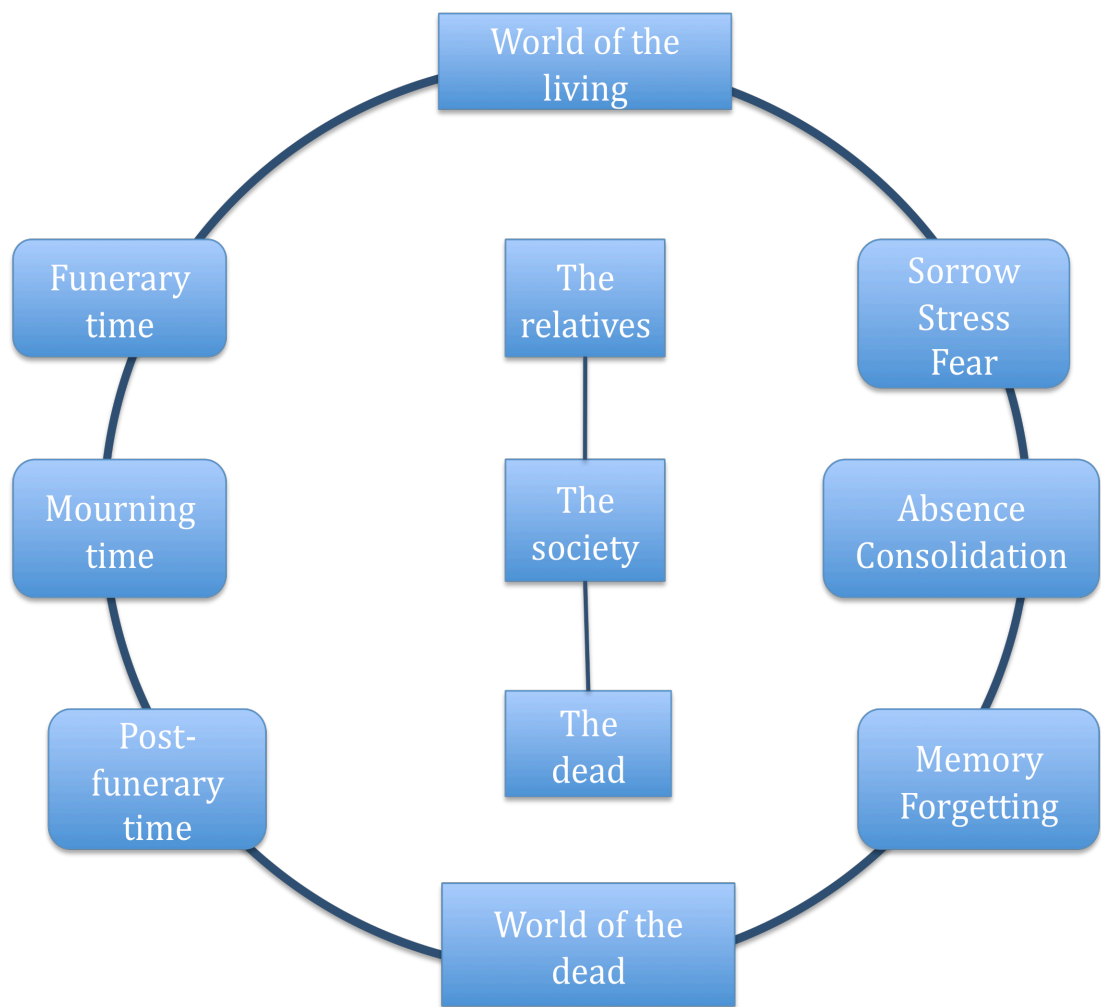 World of the
living
Funerary
time
The
relatives
Sorrow
Stress
Fear
Mourning
time
The
society
Absence
Consolidation
Post-
funerary
time
The
dead
Memory
Forgetting
World of the
dead